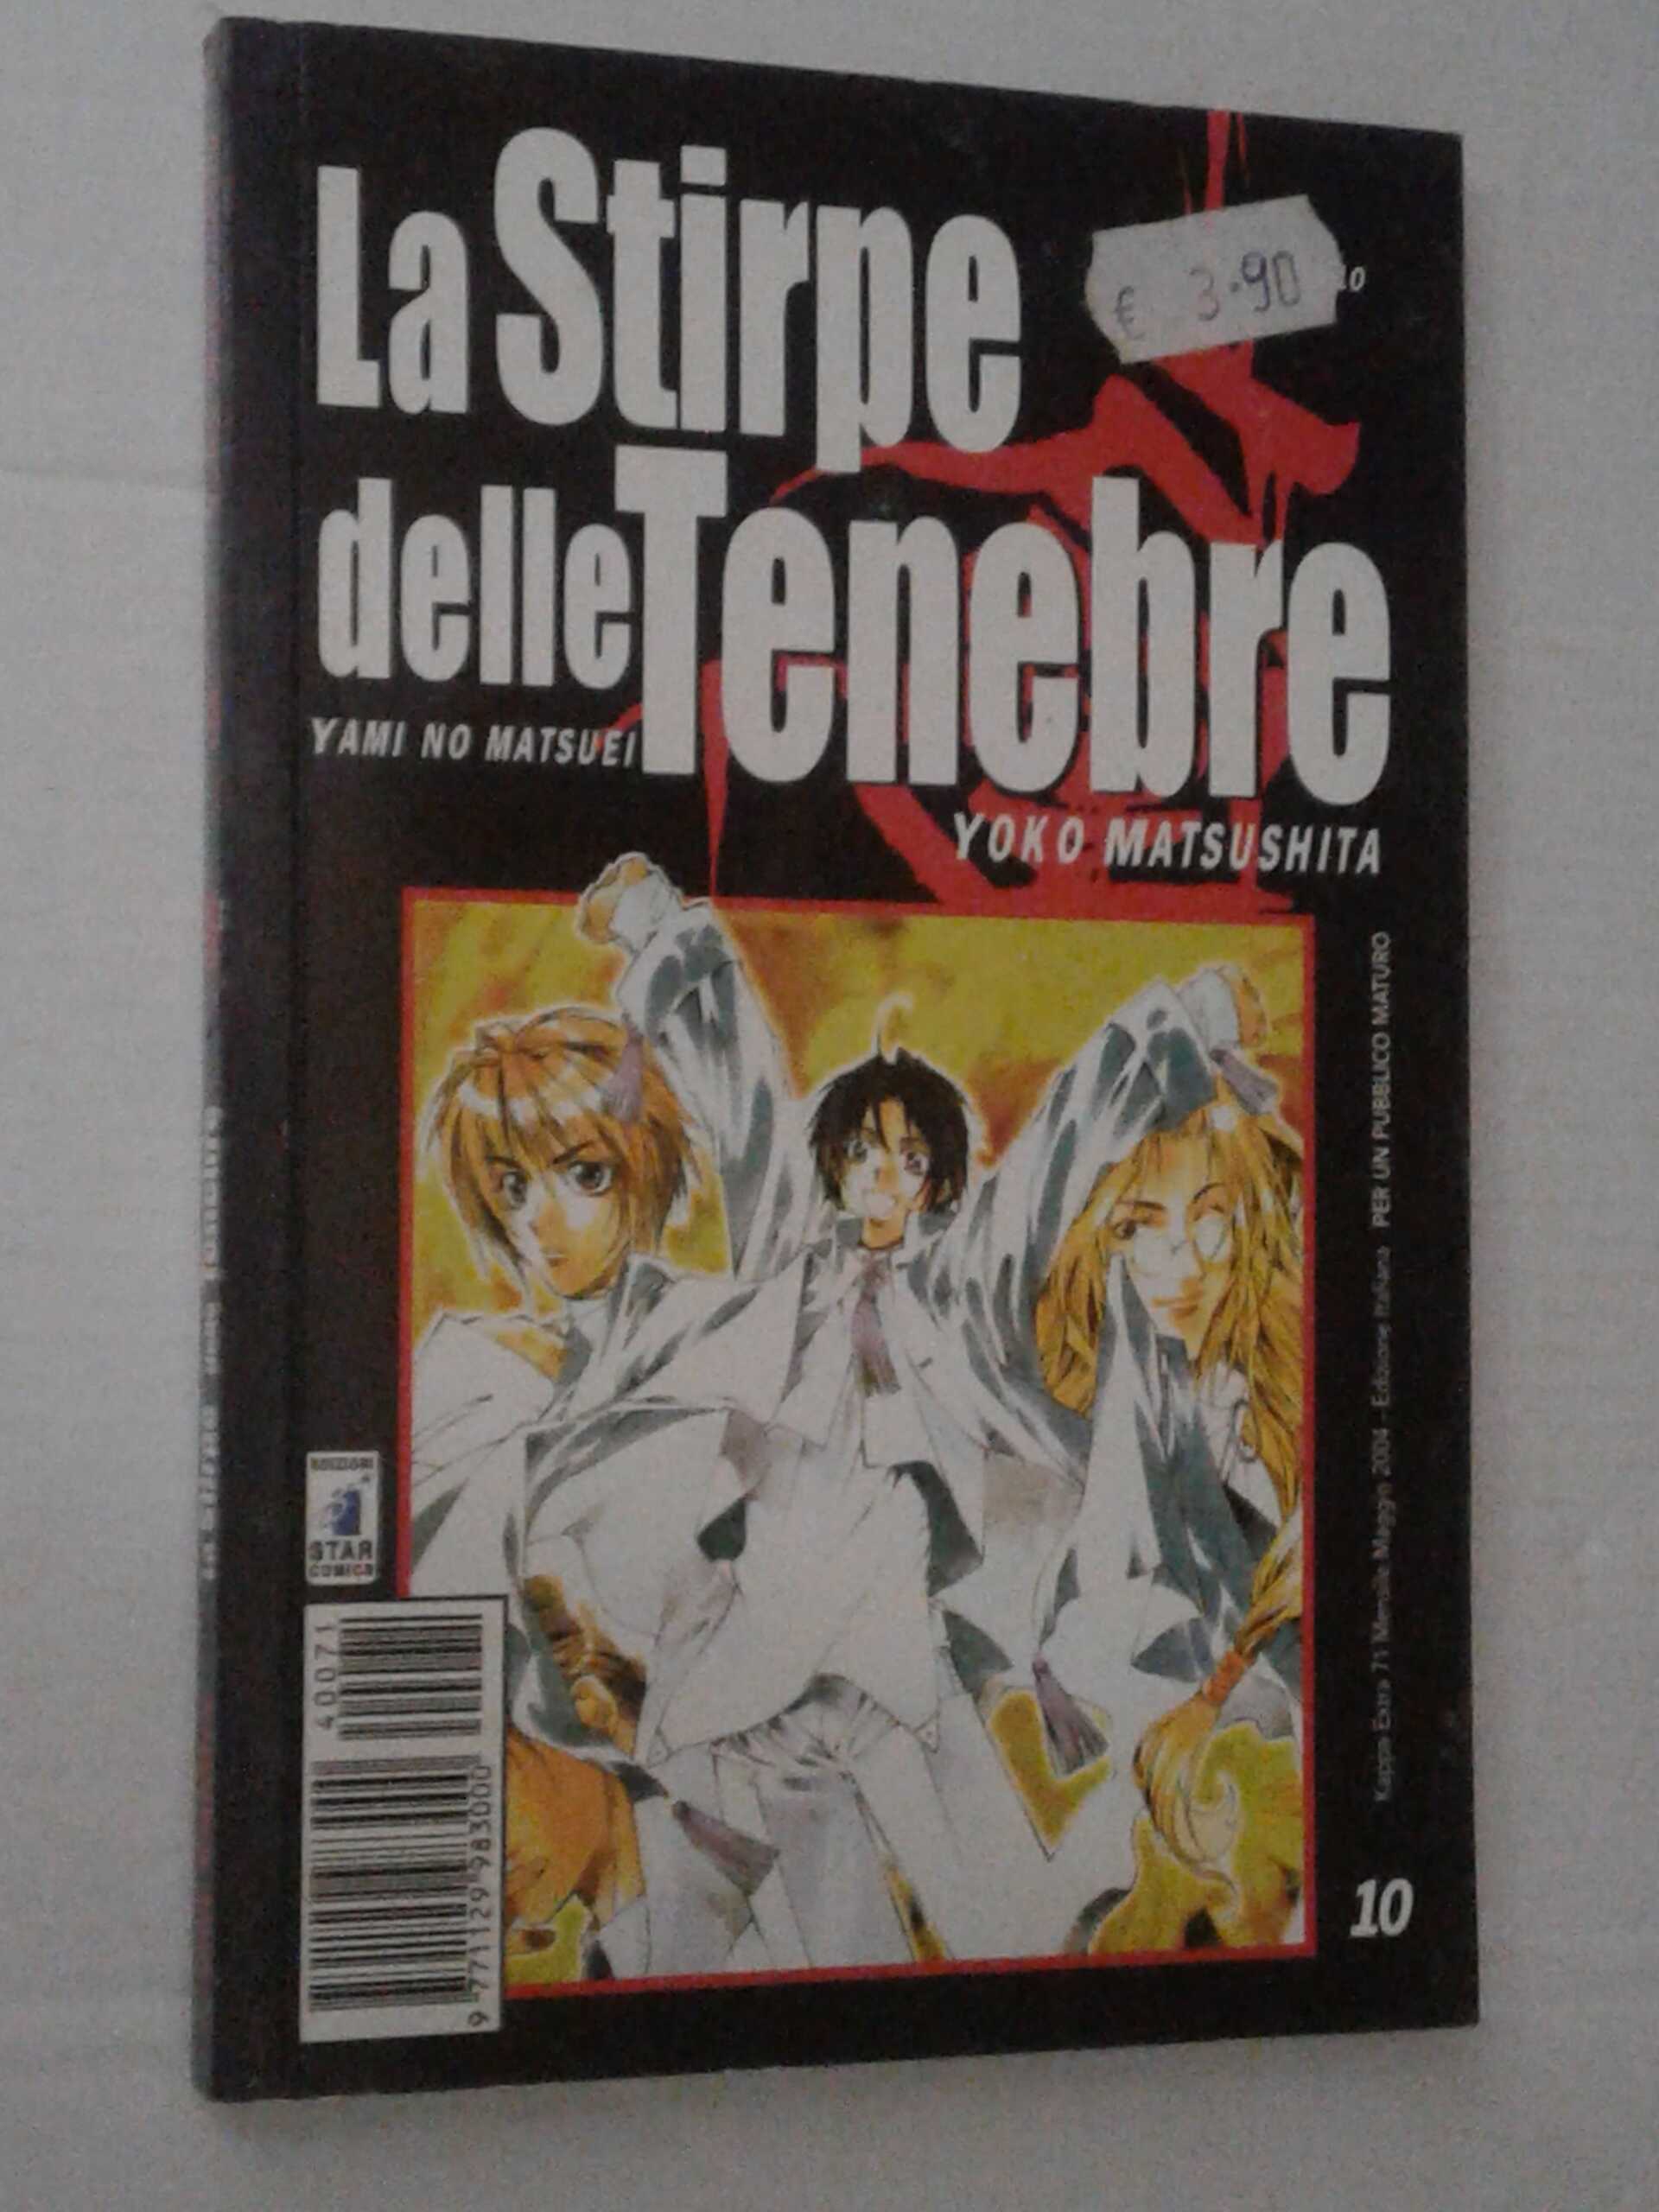 La Stirpe
€ 3.90
10
delle Tenebre
YAMI NO MATSUEI
YOKO MATSUSHITA
Kappa Extra 71 Mensile Maggio 2004 - Edizione Italiana PER UN PUBBLICO MATURO
EDIZIONI
STAR
COMICS
40071
9 771129 983000
10